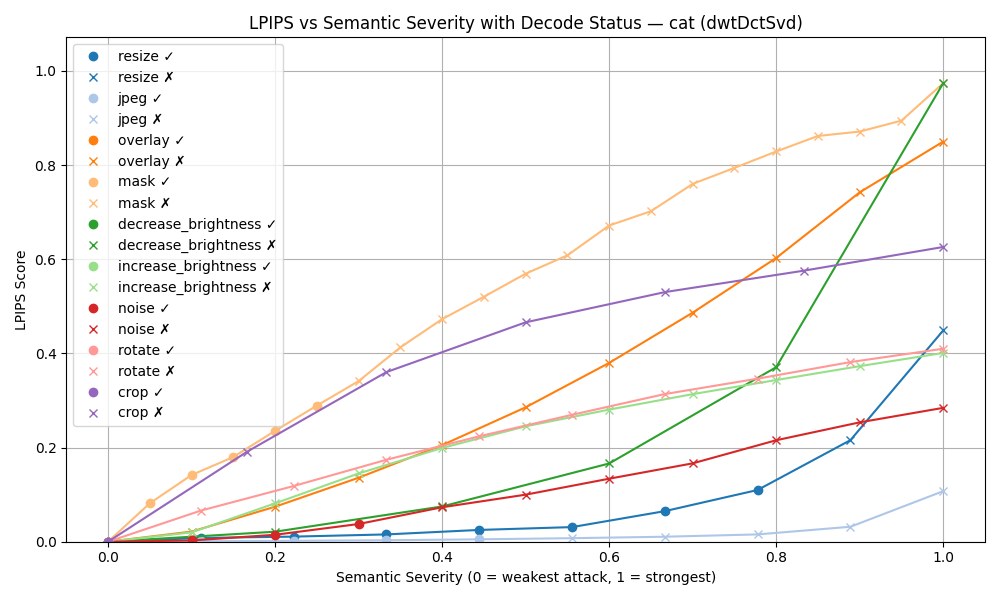 LPIPS vs Semantic Severity with Decode Status — cat (dwtDctSvd)
LPIPS Score
1.0
0.8
0.6
0.4
0.2
0.0
resize ✓
resize ✗
jpeg ✓
jpeg ✗
overlay ✓
overlay ✗
mask ✓
mask ✗
decrease_brightness ✓
decrease_brightness ✗
increase_brightness ✓
increase_brightness ✗
noise ✓
noise ✗
rotate ✓
rotate ✗
crop ✓
crop ✗
0.0 0.2 0.4 0.6 0.8 1.0
Semantic Severity (0 = weakest attack, 1 = strongest)